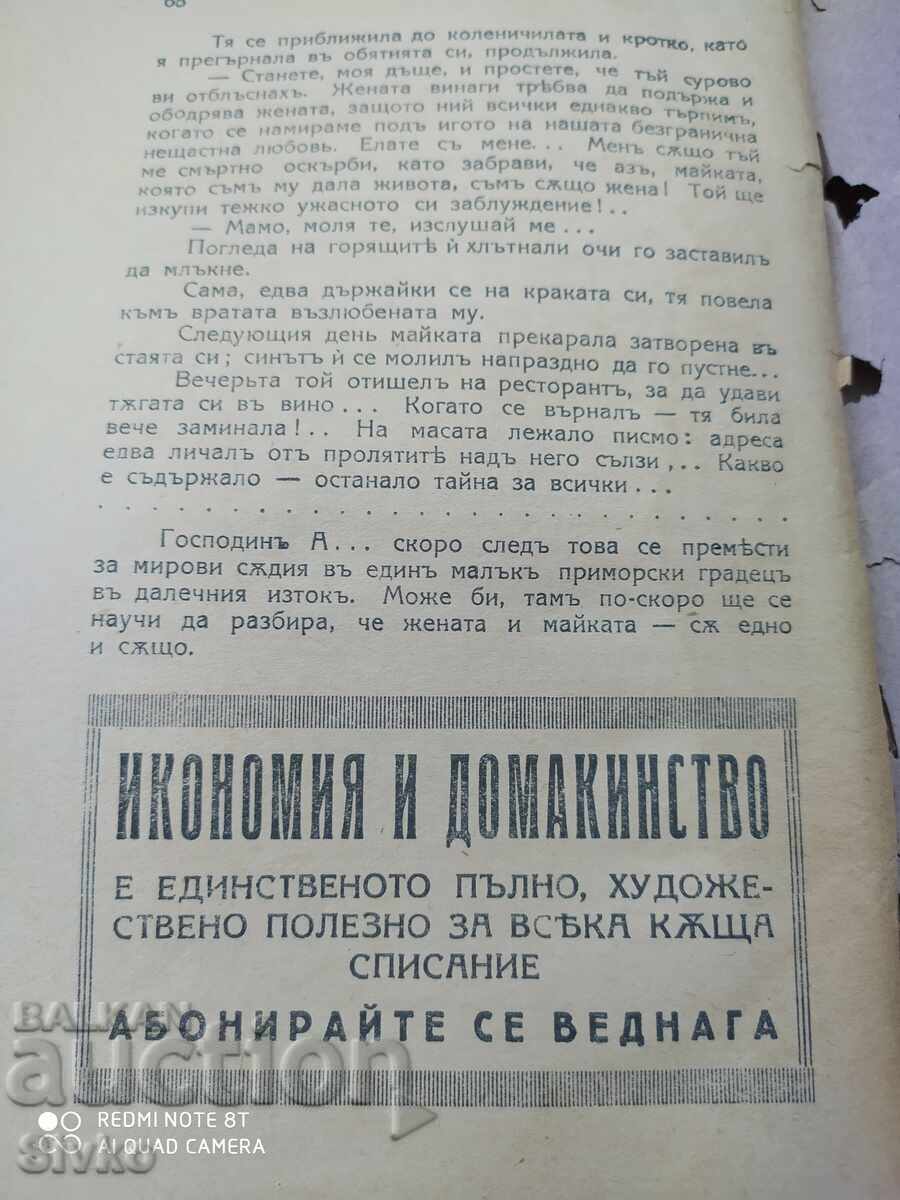 68
Тя се приближила до коленичилата и кротко, като
я прегърнала въ обятията си, продължила.
— Станете, моя дъще, и простете, че тъй сурово
ви отблъснахъ. Жената винаги трѣбва да подържа и
ободрява жената, защото ний всички еднакво търпимъ,
когато се намираме подъ игото на нашата безгранична
нещастна любовь. Елате съ мене... Менъ сѫщо тъй
ме смъртно оскърби, като забрави, че азъ, майката,
която съмъ му дала живота, съмъ сѫщо жена! Той ще
изкупи тежко ужасното си заблуждение!..
— Мамо, моля те, изслушай ме...
Погледа на горящитѣ ѝ хлътнали очи го заставилъ
да млъкне.
Сама, едва държайки се на краката си, тя повела
къмъ вратата възлюбената му.
Следующия день майката прекарала затворена въ
стаята си; синътъ ѝ се молилъ напраздно да го пустне...
Вечерьта той отишелъ на ресторантъ, за да удави
тѫгата си въ вино... Когато се върналъ — тя била
вече заминала!.. На масата лежало писмо: адреса
едва личалъ отъ пролятитѣ надъ него сълзи,.. Какво
е съдържало — останало тайна за всички...
. . . . . . . . . . . . . . . . . . . . . . . . . . . . . .
Господинъ А... скоро следъ това се премѣсти
за мирови сѫдия въ единъ малъкъ приморски градецъ
въ далечния изтокъ. Може би, тамъ по-скоро ще се
научи да разбира, че жената и майката — сѫ едно
и сѫщо.
ИКОНОМИЯ И ДОМАКИНСТВО
Е ЕДИНСТВЕНОТО ПЪЛНО, ХУДОЖЕ-
СТВЕНО ПОЛЕЗНО ЗА ВСѢКА КѪЩА
СПИСАНИЕ
АБОНИРАЙТЕ СЕ ВЕДНАГА
BALKAN
auction
REDMI NOTE 8T
AI QUAD CAMERA
sivko